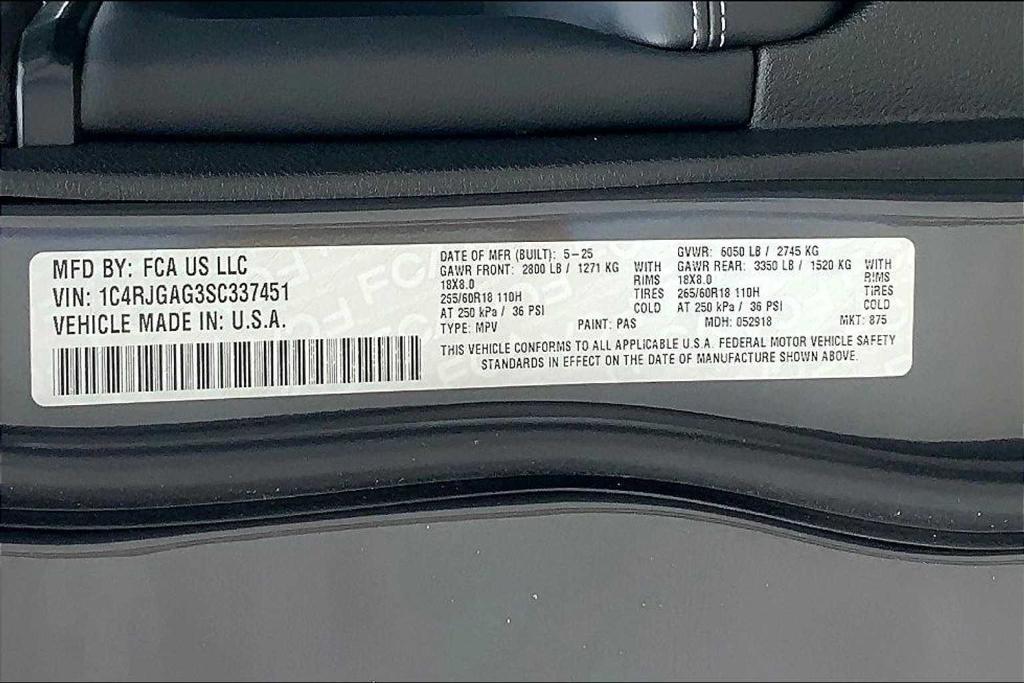 MFD BY: FCA US LLC
VIN: 1C4RJGAG3SC337451
VEHICLE MADE IN: U.S.A.
DATE OF MFR (BUILT): 5-25 GVWR: 6050 LB / 2745 KG
GAWR FRONT: 2800 LB / 1271 KG WITH GAWR REAR: 3350 LB / 1520 KG WITH
18X8.0 RIMS 18X8.0 RIMS
255/60R18 110H TIRES 265/60R18 110H TIRES
AT 250 kPa / 36 PSI COLD AT 250 kPa / 36 PSI COLD
TYPE: MPV PAINT: PAS MDH: 052918 MKT: 875
THIS VEHICLE CONFORMS TO ALL APPLICABLE U.S.A. FEDERAL MOTOR VEHICLE SAFETY
STANDARDS IN EFFECT ON THE DATE OF MANUFACTURE SHOWN ABOVE.